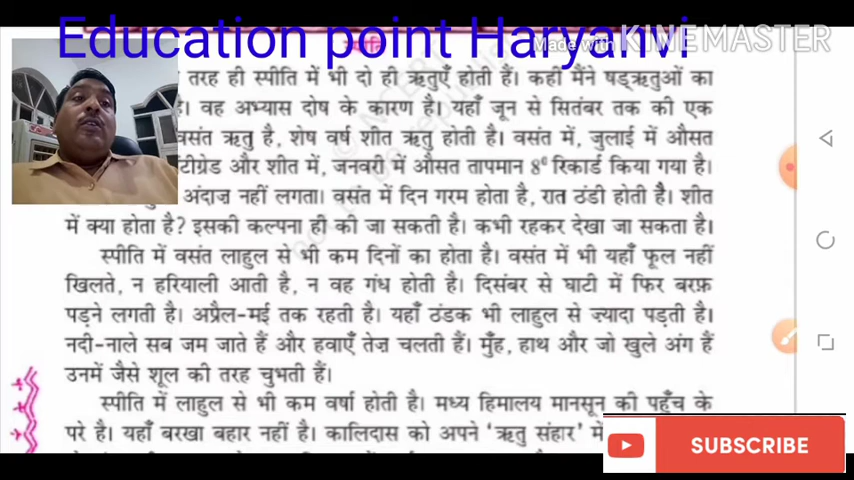 Education point Haryanvi
Made with KINEMASTER
तरह ही स्पीति में भी दो ही ऋतुएँ होती हैं। कहीं मैंने षड्ऋतुओं का
है। वह अभ्यास दोष के कारण है। यहाँ जून से सितंबर तक की एक
वसंत ऋतु है, शेष वर्ष शीत ऋतु होती है। वसंत में, जुलाई में औसत
टीग्रेड और शीत में, जनवरी में औसत तापमान 8⁰ रिकार्ड किया गया है।
अंदाज़ नहीं लगता। वसंत में दिन गरम होता है, रात ठंडी होती है। शीत
में क्या होता है? इसकी कल्पना ही की जा सकती है। कभी रहकर देखा जा सकता है।
स्पीति में वसंत लाहुल से भी कम दिनों का होता है। वसंत में भी यहाँ फूल नहीं
खिलते, न हरियाली आती है, न वह गंध होती है। दिसंबर से घाटी में फिर बरफ़
पड़ने लगती है। अप्रैल-मई तक रहती है। यहाँ ठंडक भी लाहुल से ज़्यादा पड़ती है।
नदी-नाले सब जम जाते हैं और हवाएँ तेज़ चलती हैं। मुँह, हाथ और जो खुले अंग हैं
उनमें जैसे शूल की तरह चुभती हैं।
स्पीति में लाहुल से भी कम वर्षा होती है। मध्य हिमालय मानसून की पहुँच के
परे है। यहाँ बरखा बहार नहीं है। कालिदास को अपने ‘ऋतु संहार’ में
SUBSCRIBE